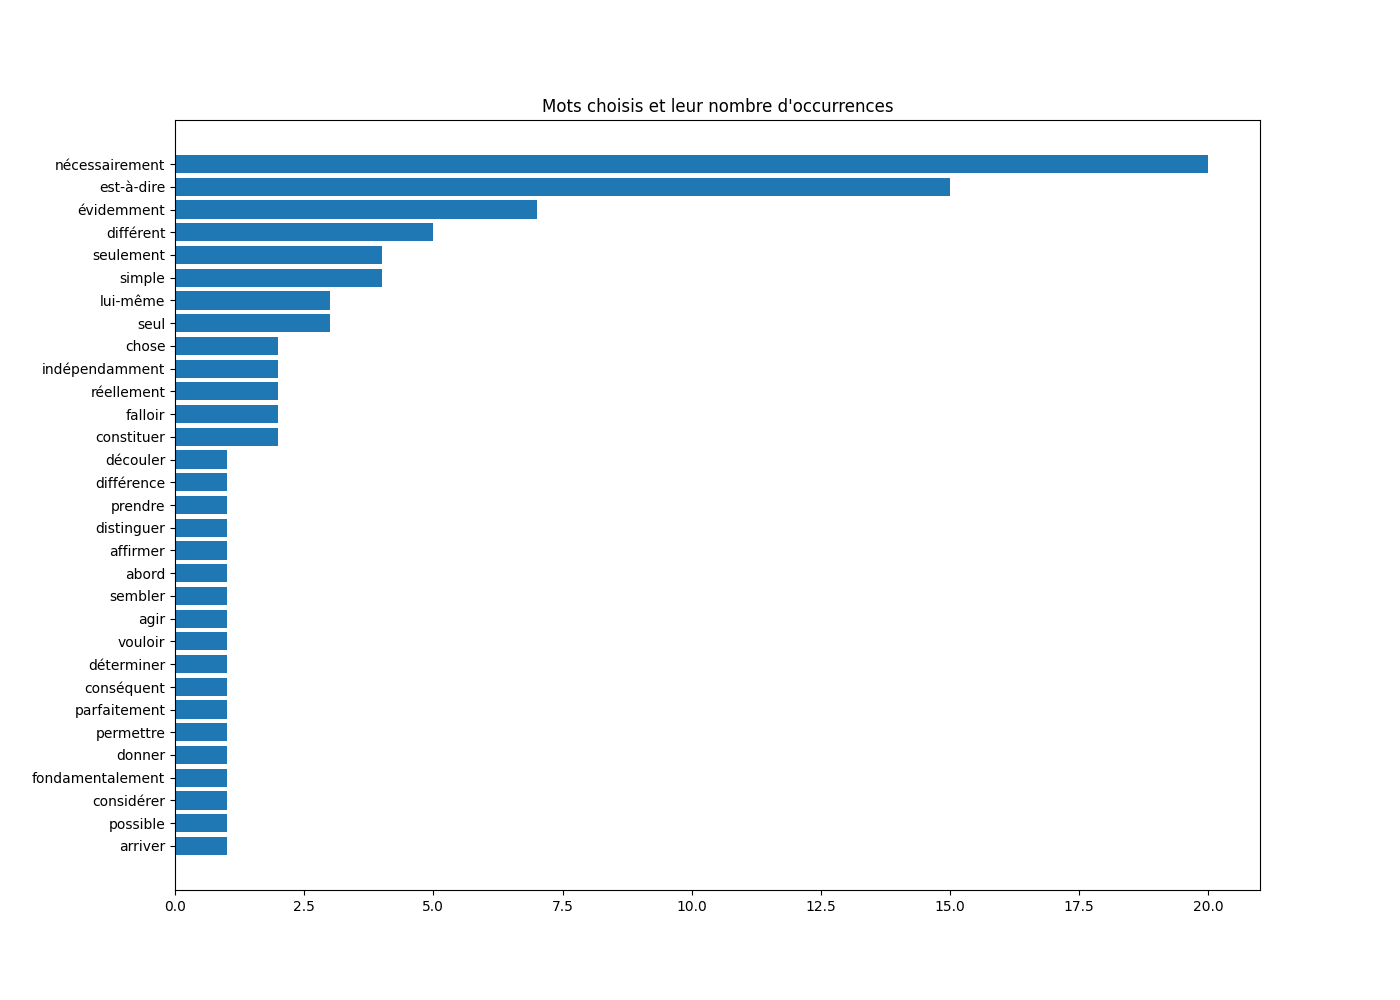 Mots choisis et leur nombre d'occurrences
nécessairement
est-à-dire
évidemment
différent
seulement
simple
lui-même
seul
chose
indépendamment
réellement
falloir
constituer
découler
différence
prendre
distinguer
affirmer
abord
sembler
agir
vouloir
déterminer
conséquent
parfaitement
permettre
donner
fondamentalement
considérer
possible
arriver
0.0 2.5 5.0 7.5 10.0 12.5 15.0 17.5 20.0